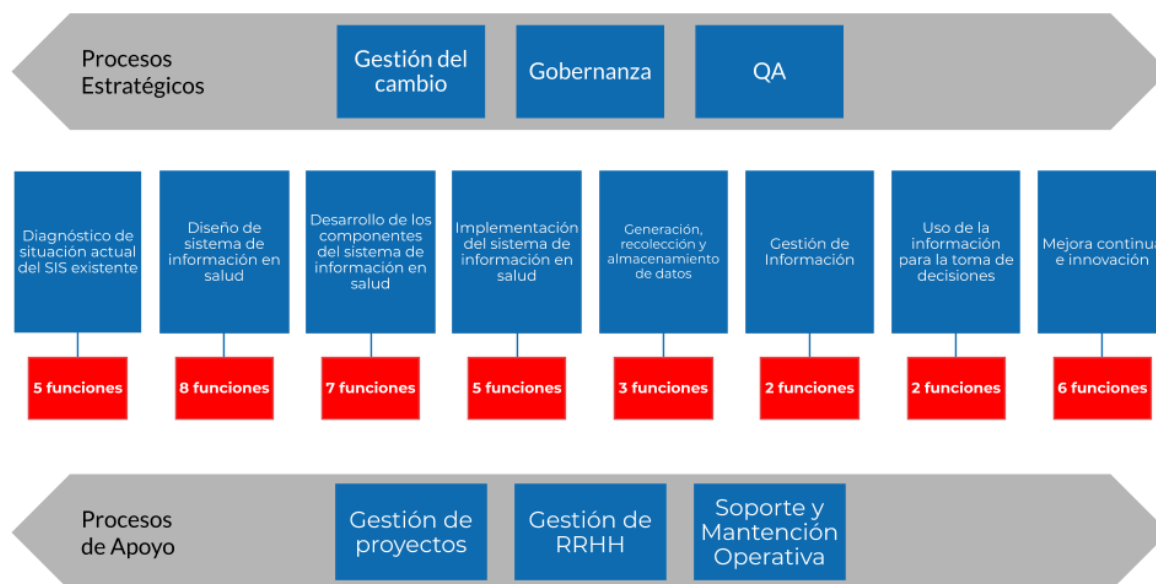 Procesos
Estratégicos
Gestión del
cambio
Gobernanza
QA
Diagnóstico de
situación actual
del SIS existente
Diseño de
sistema de
información en
salud
Desarrollo de los
componentes
del sistema de
información en
salud
Implementación
del sistema de
información en
salud
Generación,
recolección y
almacenamiento
de datos
Gestión de
Información
Uso de la
información
para la toma de
decisiones
Mejora continua
e innovación
5 funciones
8 funciones
7 funciones
5 funciones
3 funciones
2 funciones
2 funciones
6 funciones
Procesos
de Apoyo
Gestión de
proyectos
Gestión de
RRHH
Soporte y
Mantención
Operativa